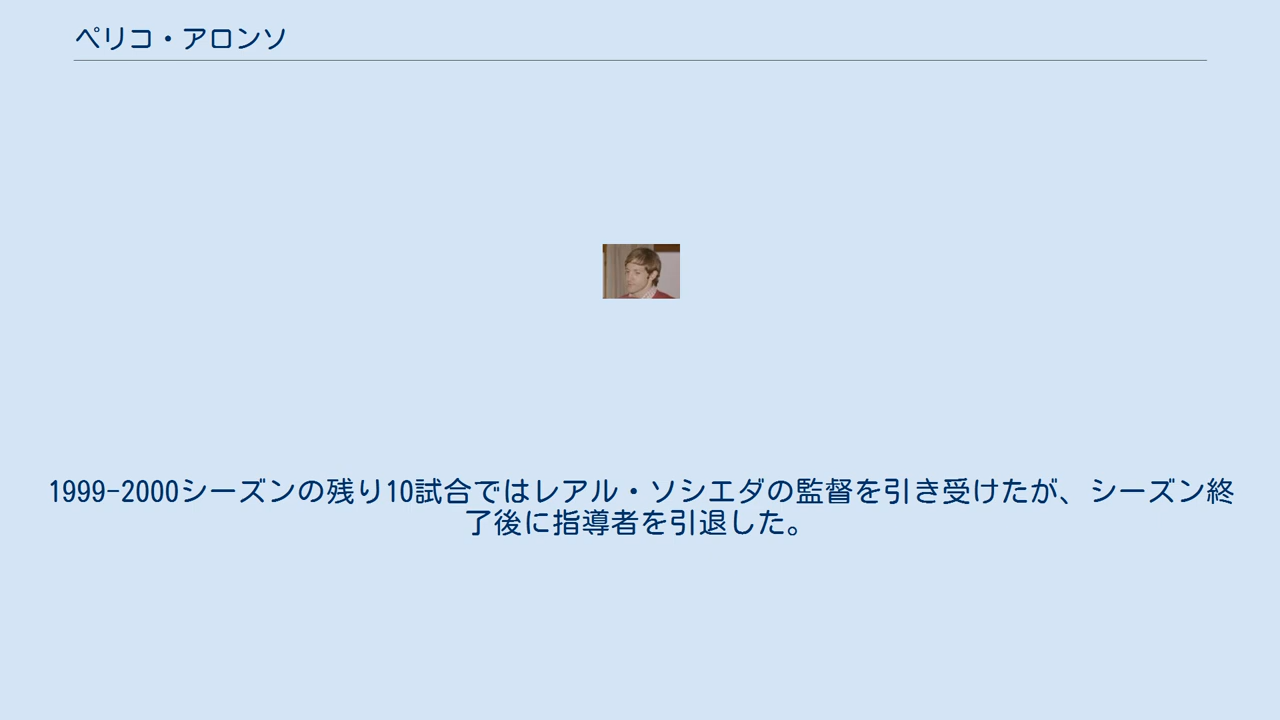 ペリコ・アロンソ
1999-2000シーズンの残り10試合ではレアル・ソシエダの監督を引き受けたが、シーズン終
了後に指導者を引退した。